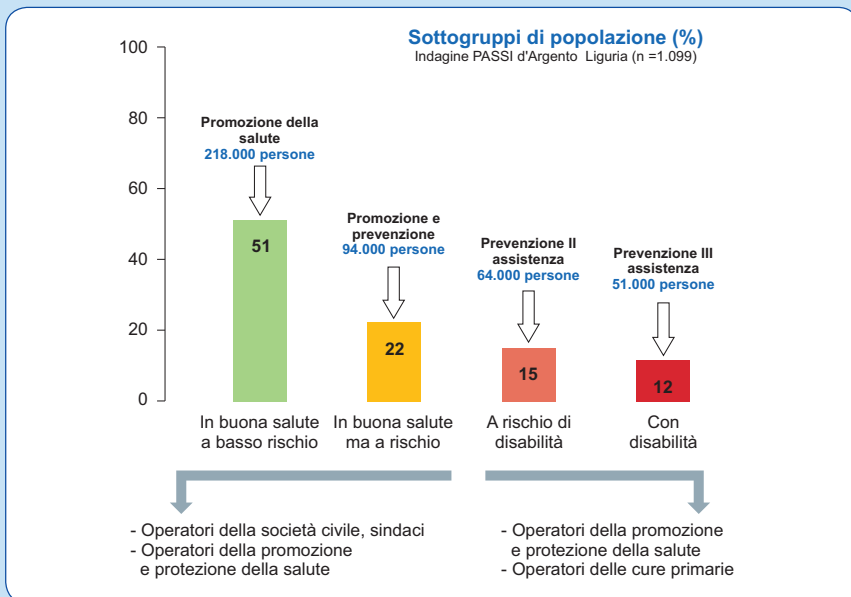 Sottogruppi di popolazione (%)
Indagine PASSI d'Argento Liguria (n =1.099)
100
80
60
40
20
0
Promozione della
salute
218.000 persone
51
Promozione e
prevenzione
94.000 persone
22
Prevenzione II
assistenza
64.000 persone
15
Prevenzione III
assistenza
51.000 persone
12
In buona salute
a basso rischio
In buona salute
ma a rischio
A rischio di
disabilità
Con
disabilità
- Operatori della società civile, sindaci
- Operatori della promozione
e protezione della salute
- Operatori della promozione
e protezione della salute
- Operatori delle cure primarie